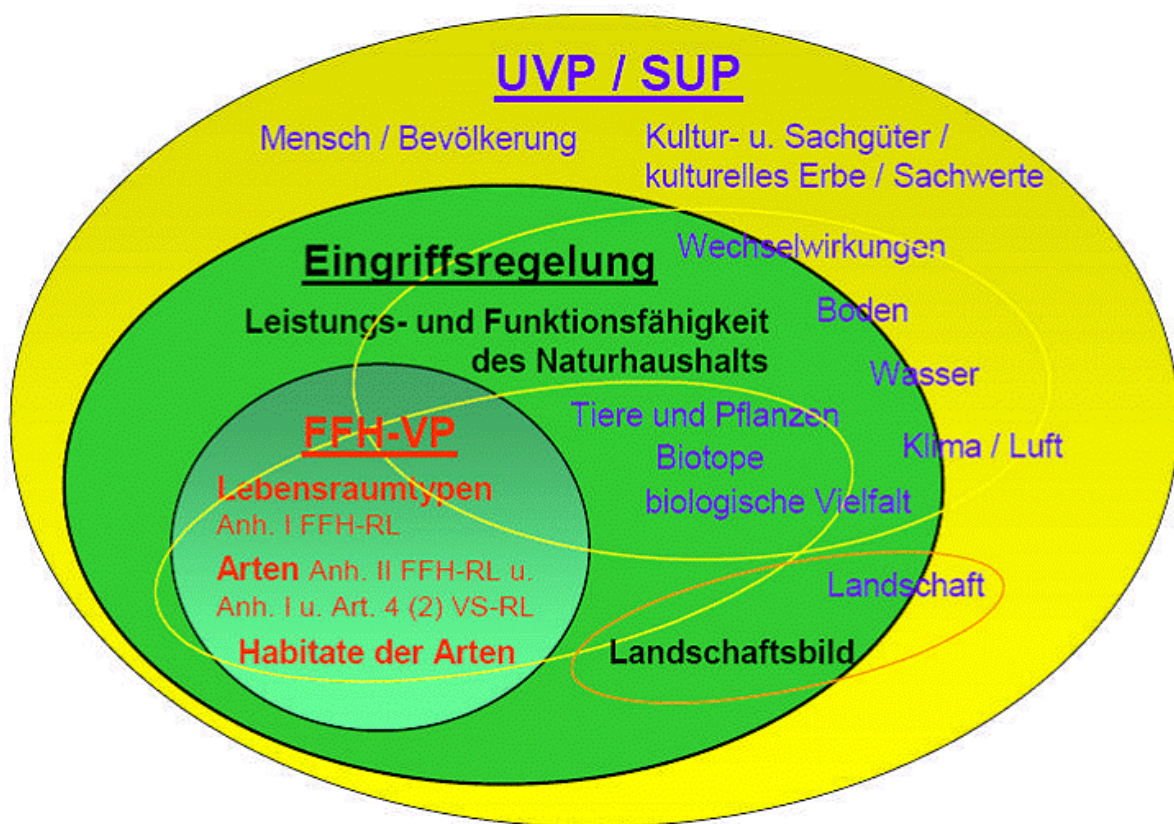 UVP / SUP
Mensch / Bevölkerung
Kultur- u. Sachgüter /
kulturelles Erbe / Sachwerte
Eingriffsregelung
Wechselwirkungen
Leistungs- und Funktionsfähigkeit
des Naturhaushalts
Boden
Wasser
Tiere und Pflanzen
Biotope
biologische Vielfalt
Klima / Luft
FFH-VP
Lebensraumtypen
Anh. I FFH-RL
Arten Anh. II FFH-RL u.
Anh. I u. Art. 4 (2) VS-RL
Habitate der Arten
Landschaft
Landschaftsbild